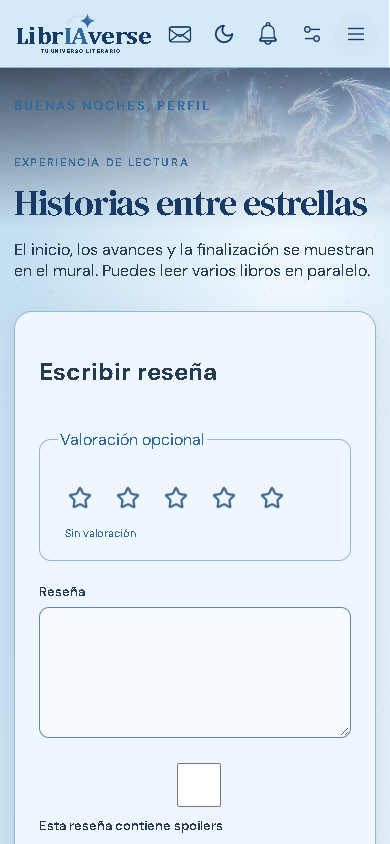 LibrIAverse
TU UNIVERSO LITERARIO
BUENAS NOCHES, PERFIL
EXPERIENCIA DE LECTURA
Historias entre estrellas
El inicio, los avances y la finalización se muestran
en el mural. Puedes leer varios libros en paralelo.
Escribir reseña
Valoración opcional
Sin valoración
Reseña
Esta reseña contiene spoilers